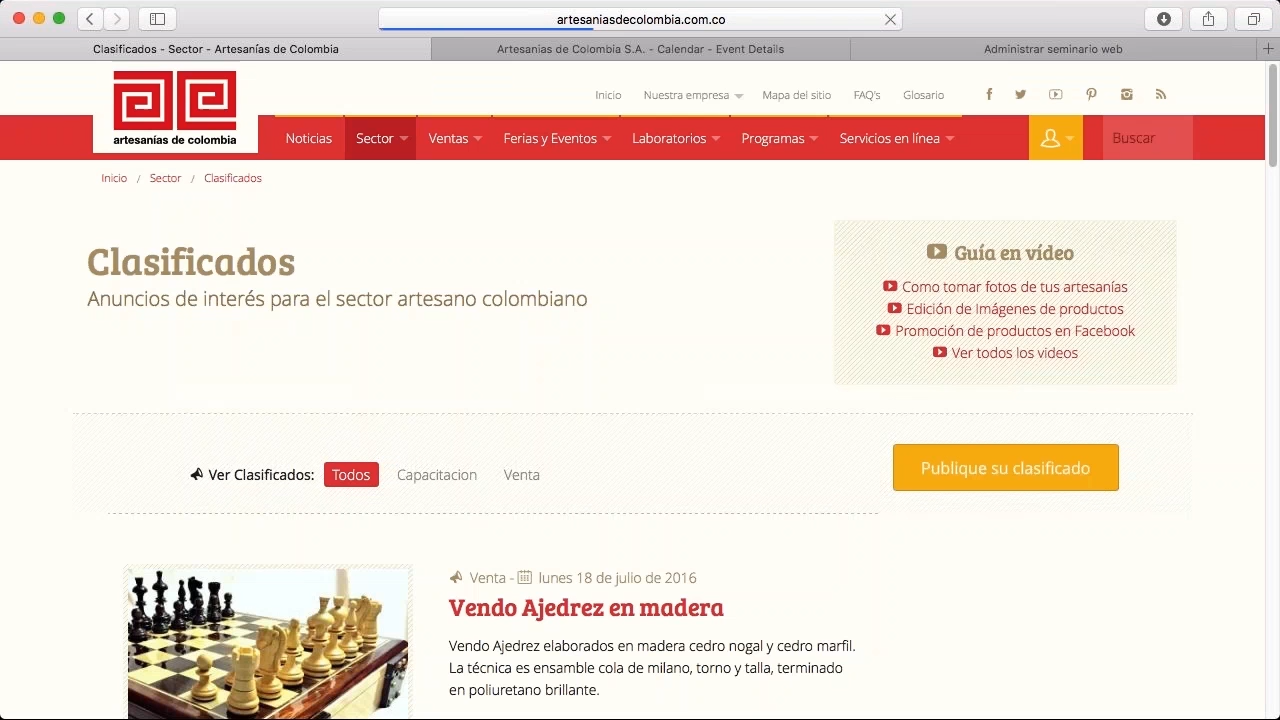 artesaniasdecolombia.com.co
Clasificados - Sector - Artesanías de Colombia
Artesanias de Colombia S.A. - Calendar - Event Details
Administrar seminario web
artesanías de colombia
Inicio
Nuestra empresa
Mapa del sitio
FAQ's
Glosario
Noticias
Sector
Ventas
Ferias y Eventos
Laboratorios
Programas
Servicios en línea
Buscar
Inicio / Sector / Clasificados
Clasificados
Anuncios de interés para el sector artesano colombiano
Guía en vídeo
Como tomar fotos de tus artesanías
Edición de Imágenes de productos
Promoción de productos en Facebook
Ver todos los videos
Ver Clasificados: Todos Capacitacion Venta
Publique su clasificado
Venta - lunes 18 de julio de 2016
Vendo Ajedrez en madera
Vendo Ajedrez elaborados en madera cedro nogal y cedro marfil.
La técnica es ensamble cola de milano, torno y talla, terminado
en poliuretano brillante.